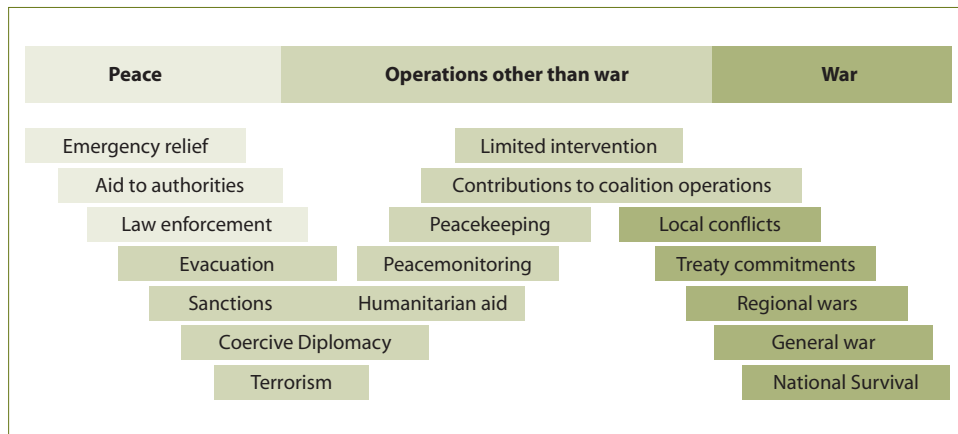 Peace Operations other than war War
Emergency relief Limited intervention
Aid to authorities Contributions to coalition operations
Law enforcement Peacekeeping Local conflicts
Evacuation Peacemonitoring Treaty commitments
Sanctions Humanitarian aid Regional wars
Coercive Diplomacy General war
Terrorism National Survival